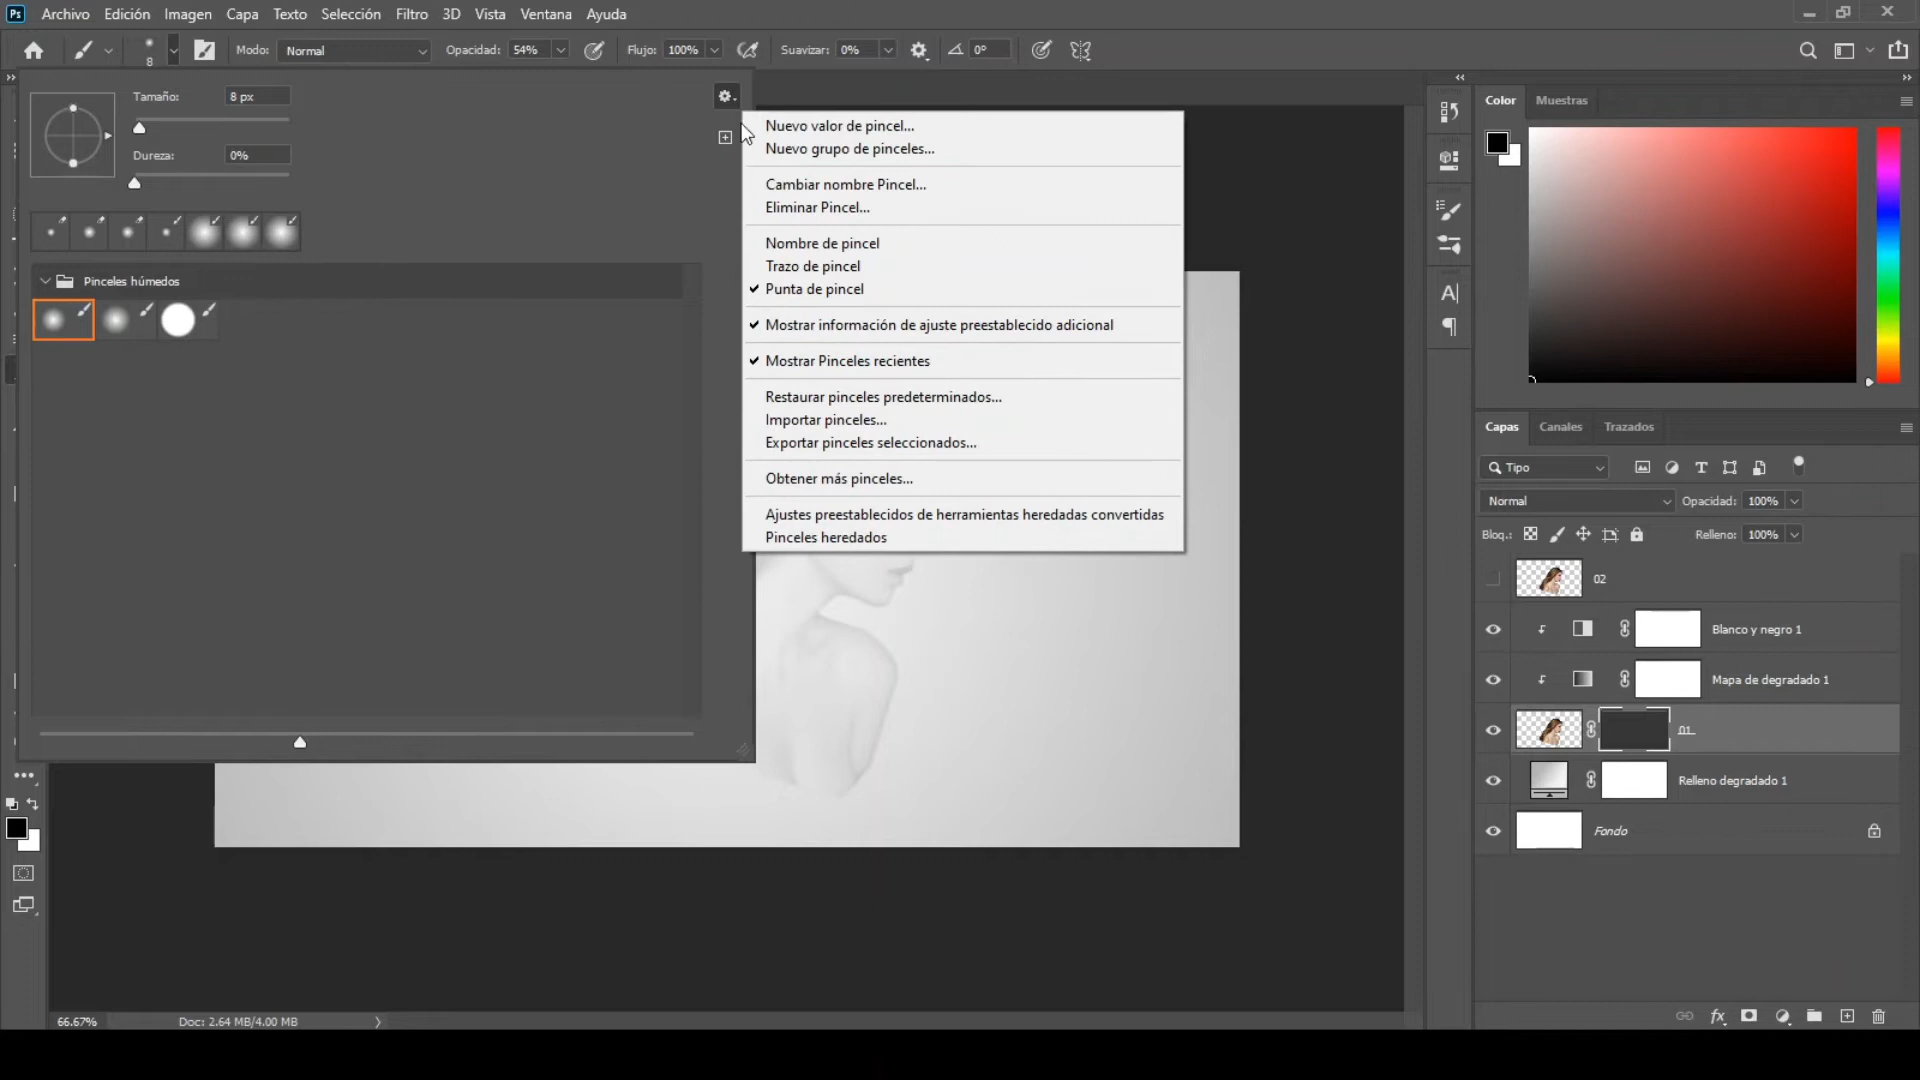 Ps Archivo Edición Imagen Capa Texto Selección Filtro 3D Vista Ventana Ayuda
8 Modo: Normal Opacidad: 54% Flujo: 100% Suavizar: 0% 0°
Tamaño: 8 px
Dureza: 0%
Pinceles húmedos
Nuevo valor de pincel...
Nuevo grupo de pinceles...
Cambiar nombre Pincel...
Eliminar Pincel...
Nombre de pincel
Trazo de pincel
Punta de pincel
Mostrar información de ajuste preestablecido adicional
Mostrar Pinceles recientes
Restaurar pinceles predeterminados...
Importar pinceles...
Exportar pinceles seleccionados...
Obtener más pinceles...
Ajustes preestablecidos de herramientas heredadas convertidas
Pinceles heredados
Color Muestras
Capas Canales Trazados
Tipo
Normal Opacidad: 100%
Bloq.: Relleno: 100%
02
Blanco y negro 1
Mapa de degradado 1
01
Relleno degradado 1
Fondo
66.67% Doc: 2.64 MB/4.00 MB